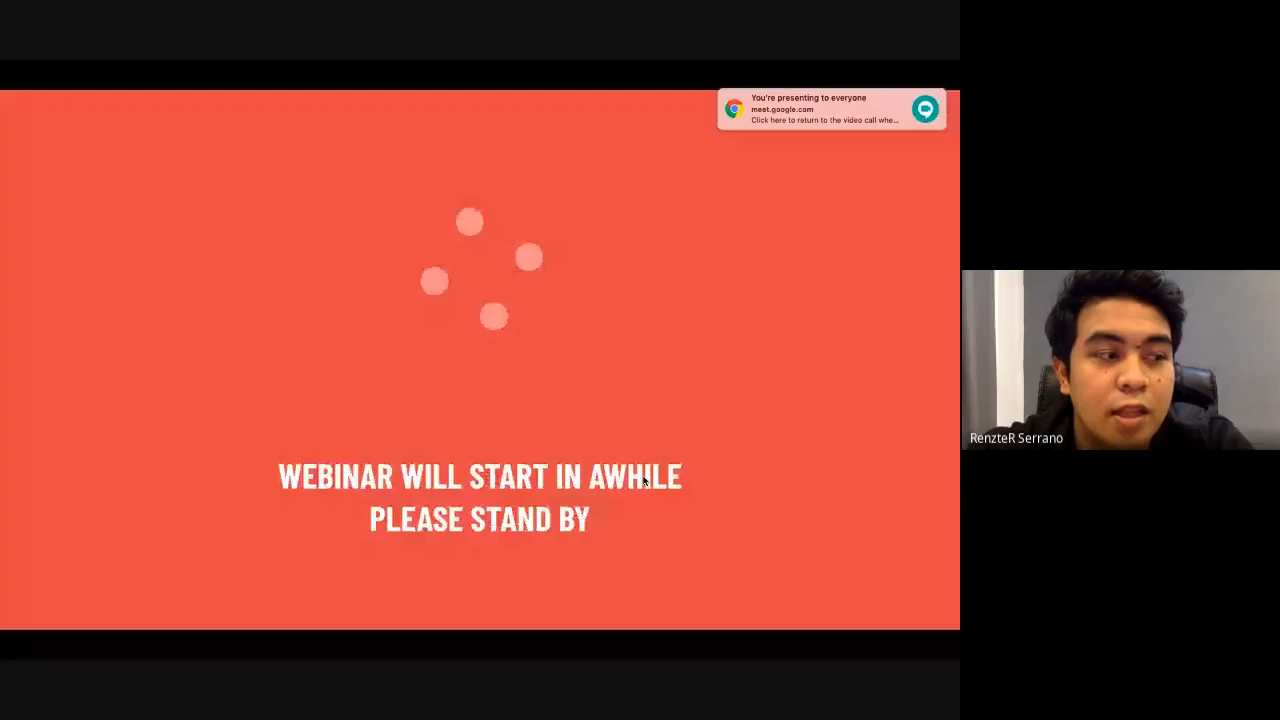 You're presenting to everyone
meet.google.com
Click here to return to the video call whe...
WEBINAR WILL START IN AWHILE
PLEASE STAND BY
RenzteR Serrano